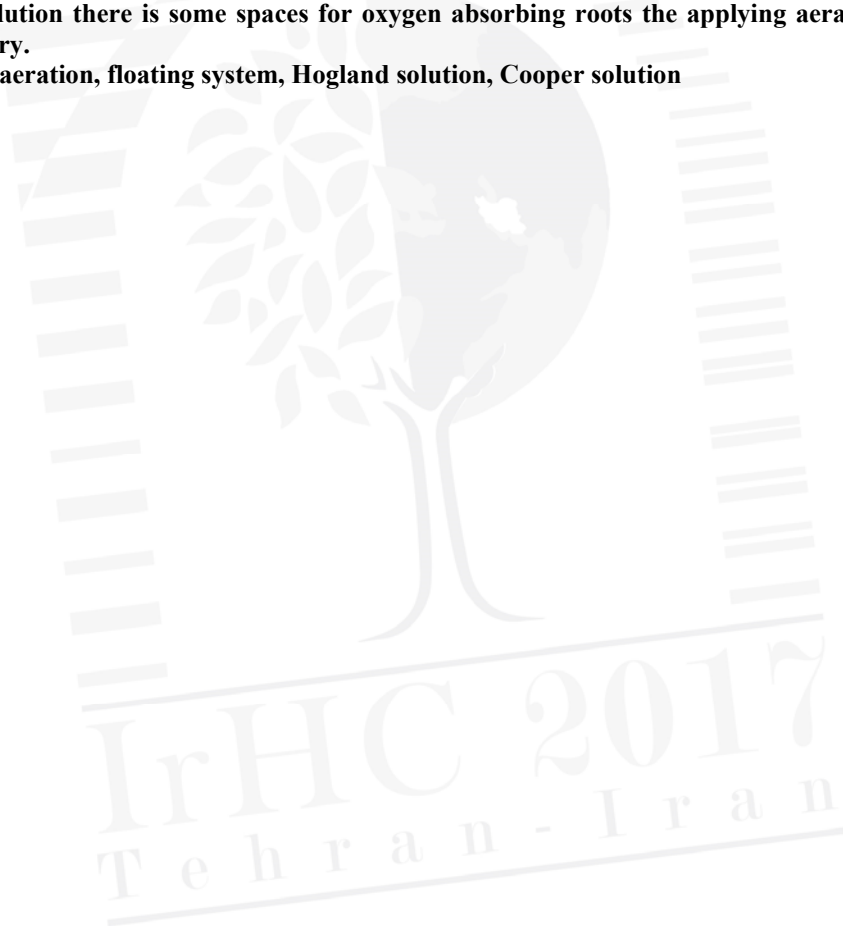 lution there is some spaces for oxygen absorbing roots the applying aera
ry.
aeration, floating system, Hogland solution, Cooper solution
IrHC 2017
Tehran-Iran